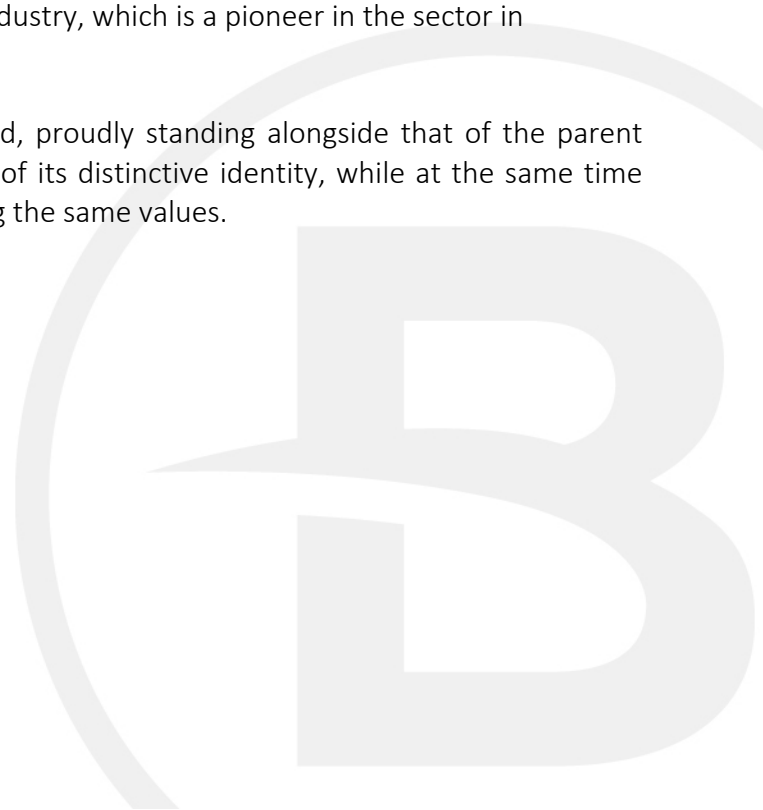 dustry, which is a pioneer in the sector in
d, proudly standing alongside that of the parent
of its distinctive identity, while at the same time
g the same values.
B